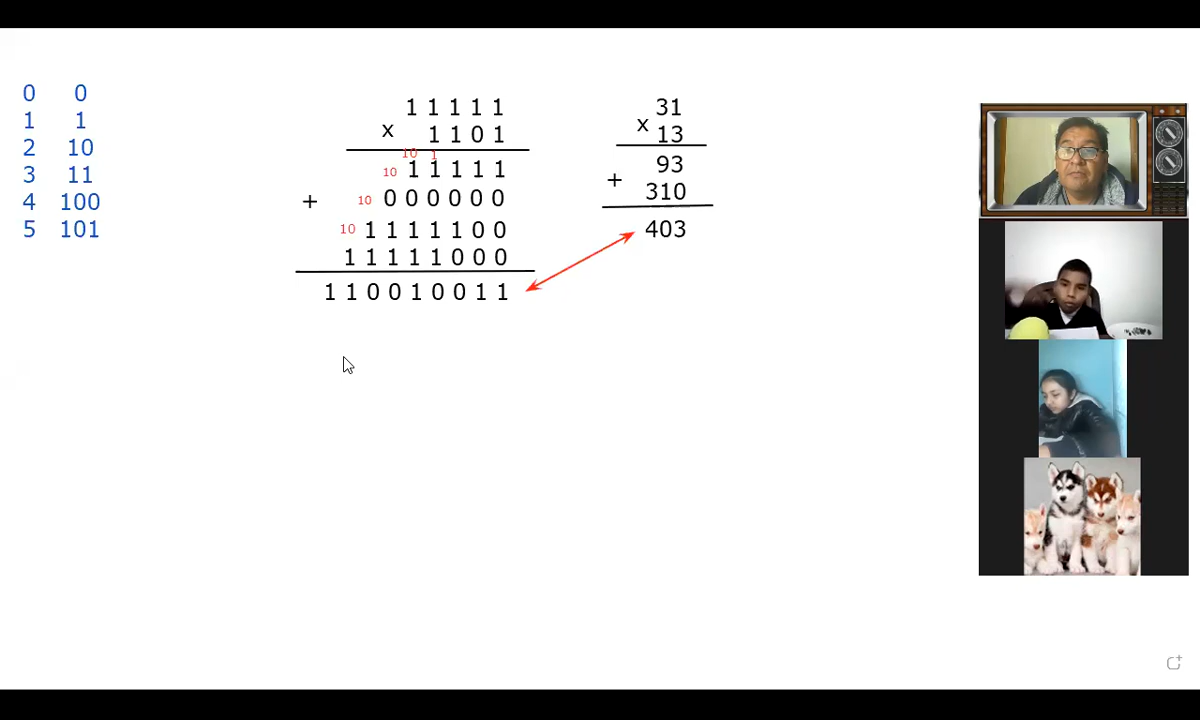 0 0
1 1
2 10
3 11
4 100
5 101
1 1 1 1 1
x 1 1 0 1
10 1
10 1 1 1 1 1
+ 10 0 0 0 0 0 0
10 1 1 1 1 1 0 0
1 1 1 1 1 0 0 0
1 1 0 0 1 0 0 1 1
31
x 13
93
+ 310
403